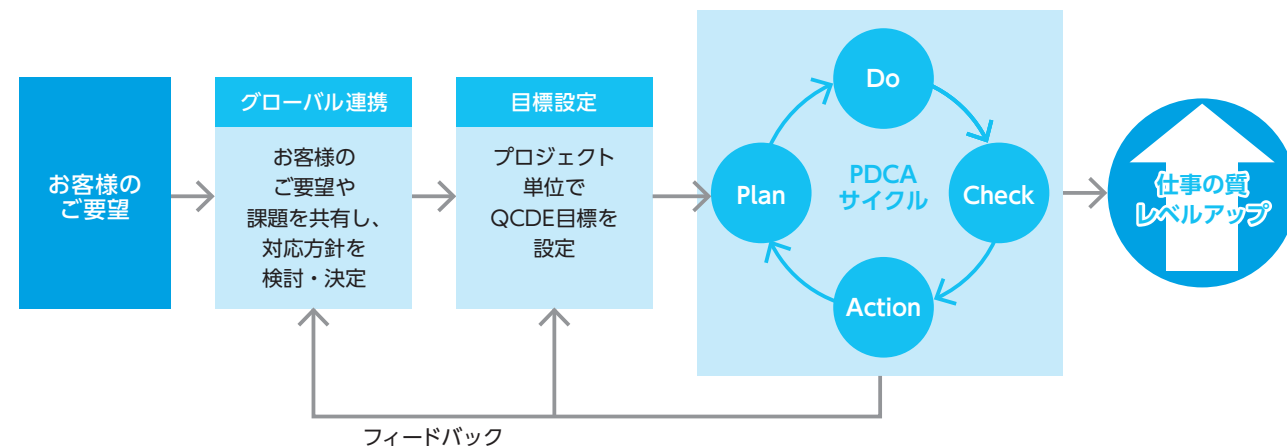 お客様の
ご要望
グローバル連携
お客様の
ご要望や
課題を共有し、
対応方針を
検討・決定
目標設定
プロジェクト
単位で
QCDE目標を
設定
Do
Plan
PDCA
サイクル
Check
Action
仕事の質
レベルアップ
フィードバック